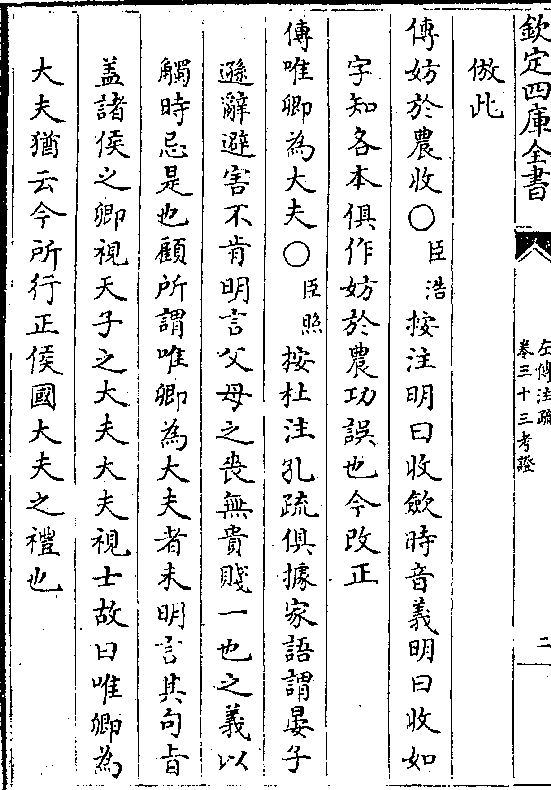 欽定四庫全書
左傳注疏
卷三十三考證
二
倣此
傳妨於農收○臣浩按注明曰收斂時音義明曰收如
字知各本俱作妨於農功誤也今改正
傳唯卿為大夫○臣照按杜注孔疏俱據家語謂晏子
遜辭避害不肯明言父母之喪無貴賤一也之義以
觸時忌是也顧所謂唯卿為大夫者未明言其句旨
盖諸侯之卿視天子之大夫大夫視士故曰唯卿為
大夫猶云今所行正侯國大夫之禮也